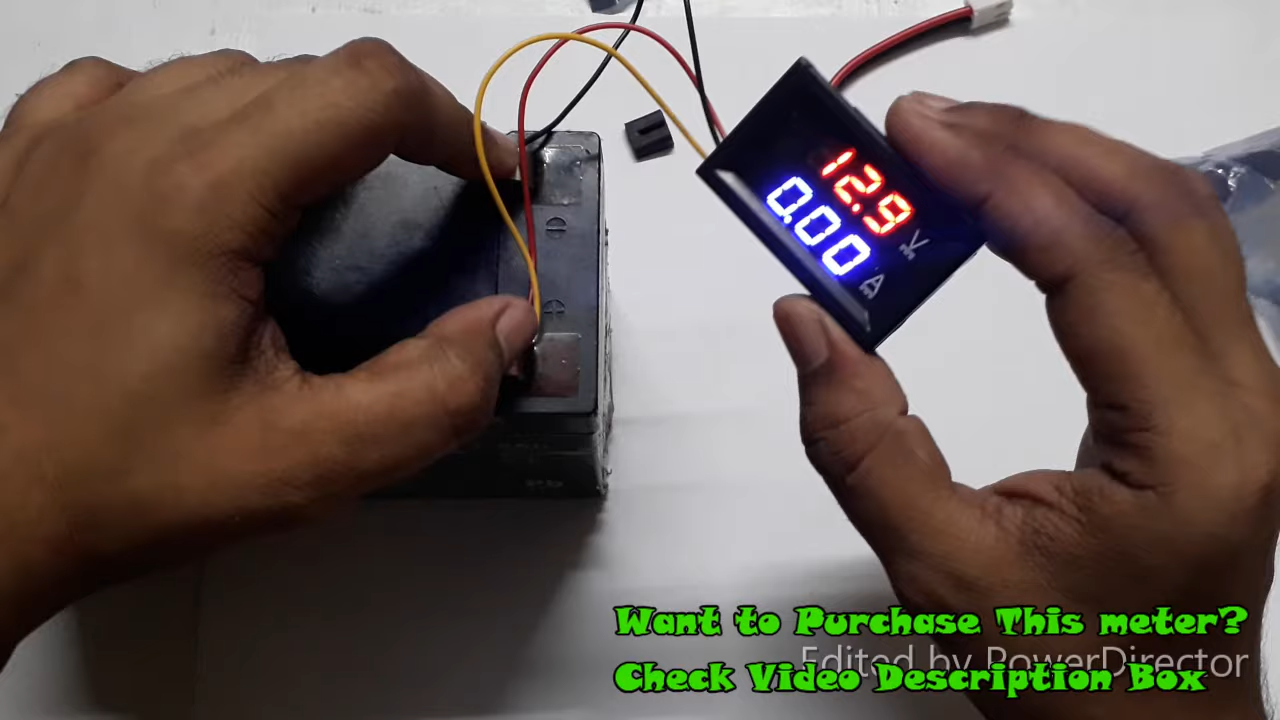 12.9 V
0.00 A
Want to Purchase This meter?
Edited by PowerDirector
Check Video Description Box